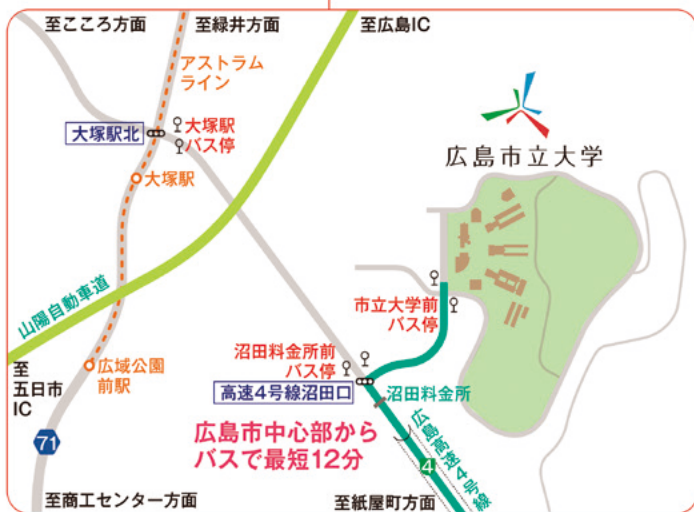 至こころ方面
至緑井方面
至広島IC
アストラム
ライン
大塚駅北
大塚駅
バス停
大塚駅
広島市立大学
山陽自動車道
市立大学前
バス停
沼田料金所前
バス停
至
五日市
IC
広域公園
前駅
高速4号線沼田口
沼田料金所
広島市中心部から
バスで最短12分
広島高速4号線
71
4
至商工センター方面
至紙屋町方面